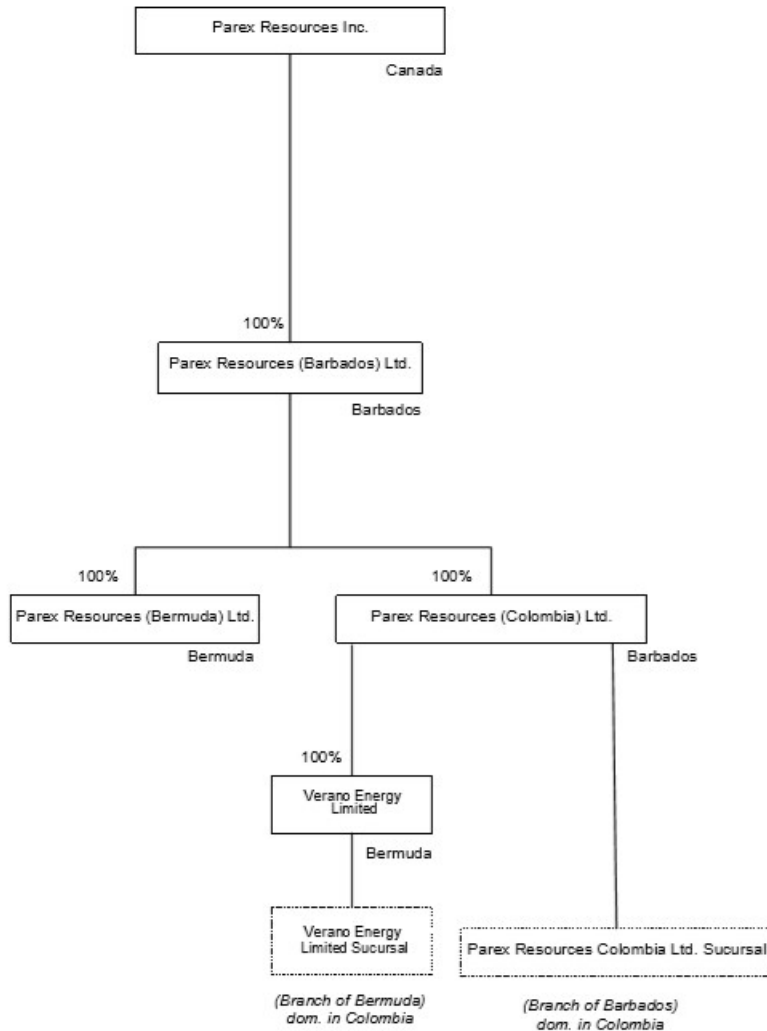 Parex Resources Inc.
Canada
100%
Parex Resources (Barbados) Ltd.
Barbados
100%
100%
Parex Resources (Bermuda) Ltd.
Parex Resources (Colombia) Ltd.
Bermuda
Barbados
100%
Verano Energy
Limited
Bermuda
Verano Energy
Limited Sucursal
Parex Resources Colombia Ltd. Sucursal
(Branch of Bermuda)
dom. in Colombia
(Branch of Barbados)
dom. in Colombia